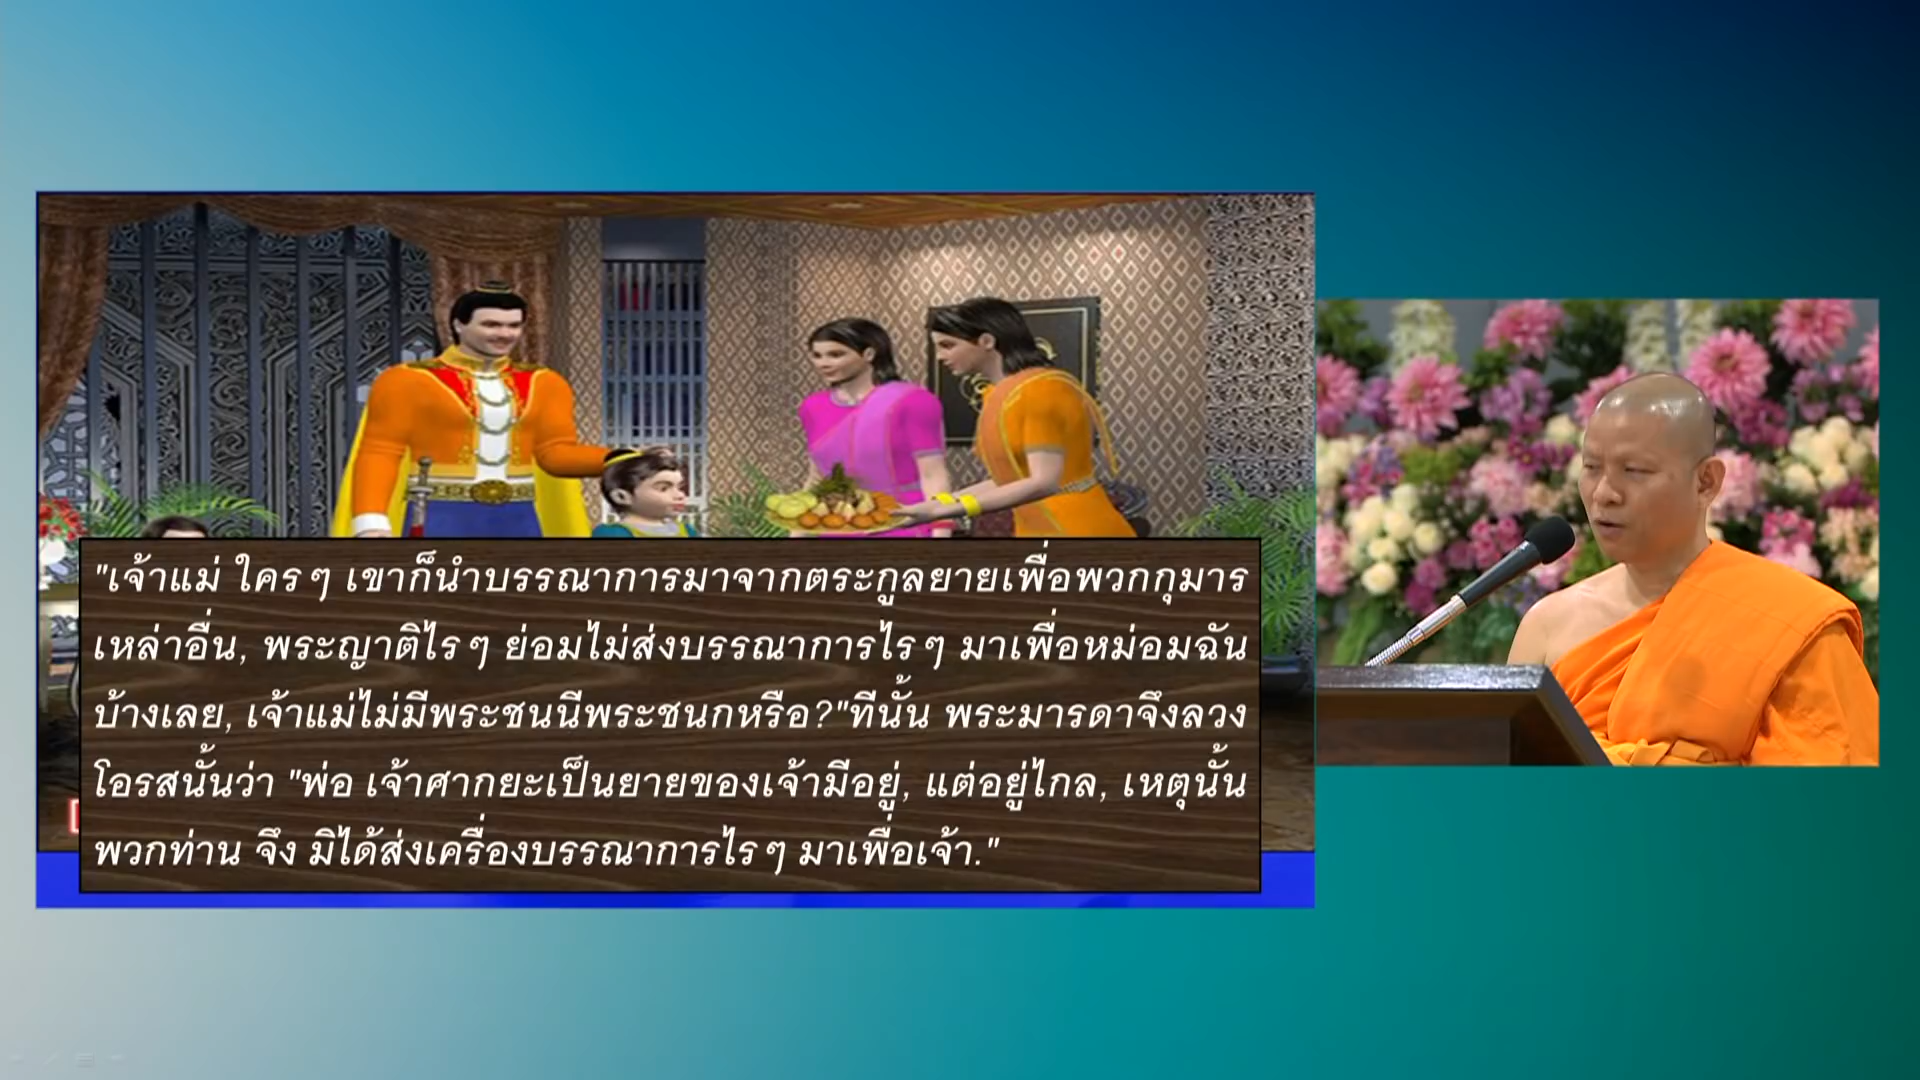 "เจ้าแม่ ใครๆ เขาก็นำบรรณาการมาจากตระกูลยายเพื่อพวกกุมาร
เหล่าอื่น, พระญาติไรๆ ย่อมไม่ส่งบรรณาการไรๆ มาเพื่อหม่อมฉัน
บ้างเลย, เจ้าแม่ไม่มีพระชนนีพระชนกหรือ?"ทีนั้น พระมารดาจึงลวง
โอรสนั้นว่า "พ่อ เจ้าศากยะเป็นยายของเจ้ามีอยู่, แต่อยู่ไกล, เหตุนั้น
พวกท่าน จึง มิได้ส่งเครื่องบรรณาการไรๆ มาเพื่อเจ้า."